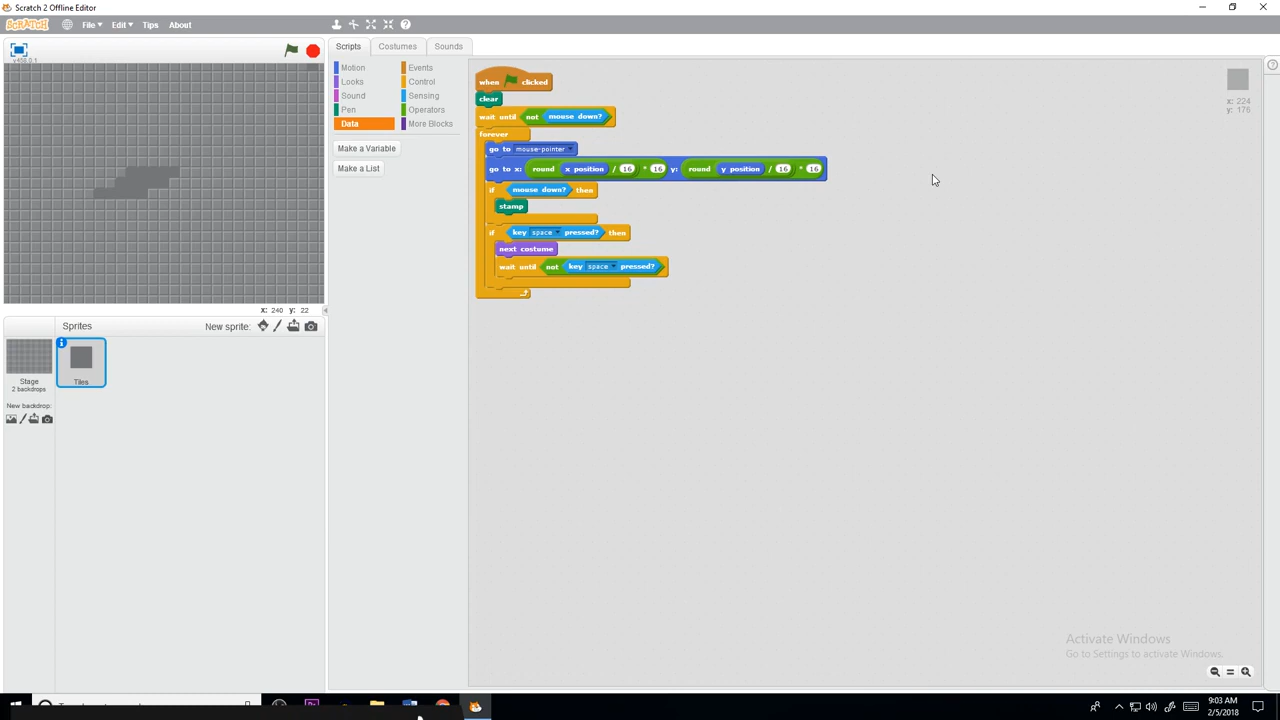 Scratch 2 Offline Editor
SCRATCH File Edit Tips About
v456.0.1
Scripts Costumes Sounds
Motion Events
Looks Control
Sound Sensing
Pen Operators
Data More Blocks
Make a Variable
Make a List
when clicked
clear
wait until not mouse down?
forever
go to mouse-pointer
go to x: round x position / 16 * 16 y: round y position / 16 * 16
if mouse down? then
stamp
if key space pressed? then
next costume
wait until not key space pressed?
x: 224
y: 176
x: 240 y: 22
Sprites New sprite:
Stage
2 backdrops
Tiles
New backdrop:
Activate Windows
Go to Settings to activate Windows.
9:03 AM
2/5/2018